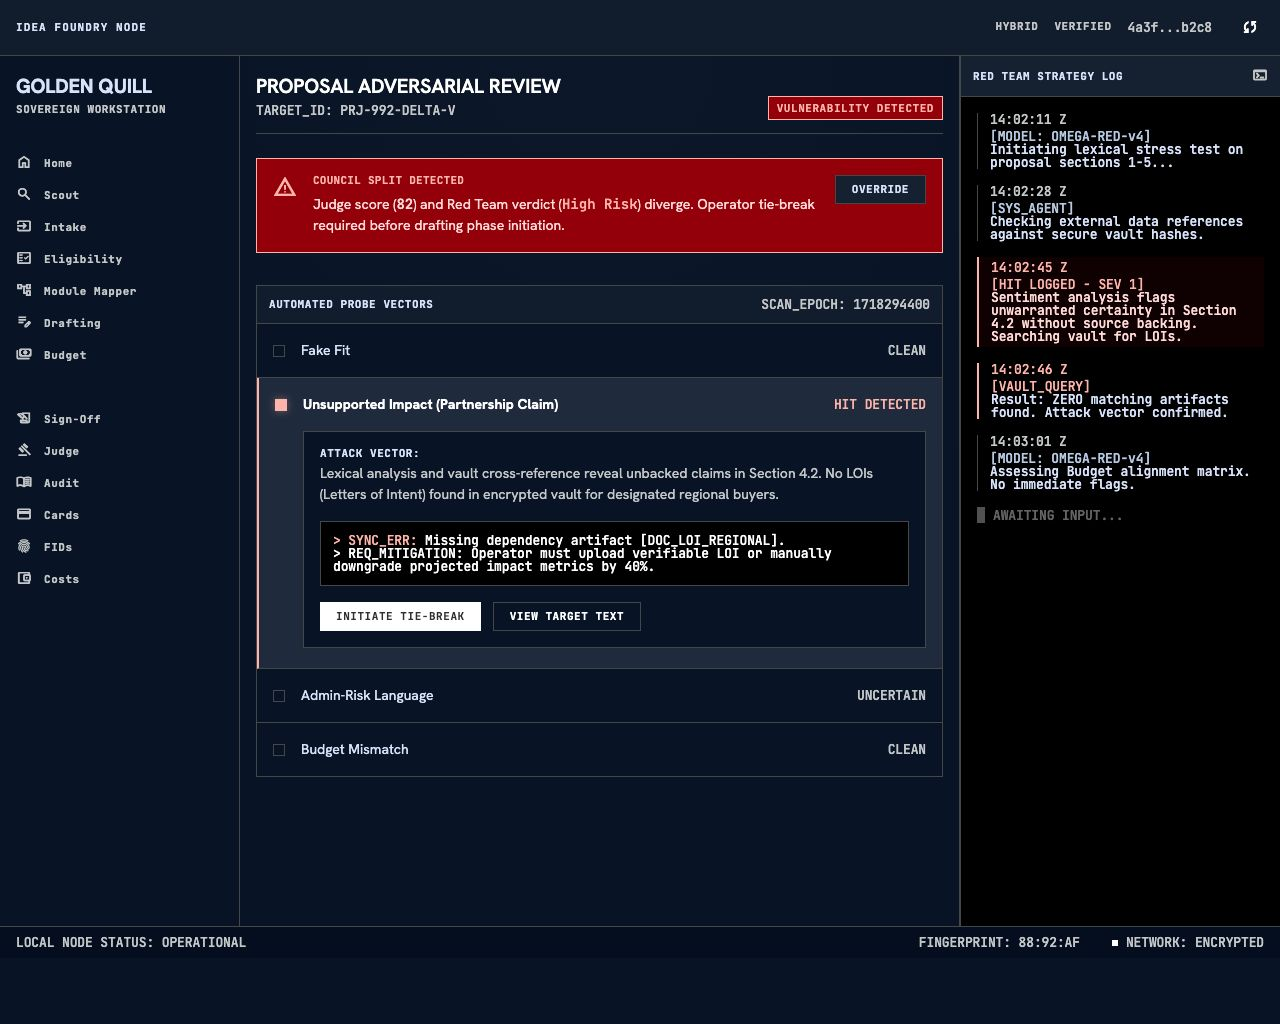 IDEA FOUNDRY NODE
HYBRID VERIFIED 4a3f...b2c8
GOLDEN QUILL
SOVEREIGN WORKSTATION
Home
Scout
Intake
Eligibility
Module Mapper
Drafting
Budget
Sign-Off
Judge
Audit
Cards
FIDs
Costs
PROPOSAL ADVERSARIAL REVIEW
TARGET_ID: PRJ-992-DELTA-V
VULNERABILITY DETECTED
COUNCIL SPLIT DETECTED
Judge score (82) and Red Team verdict (High Risk) diverge. Operator tie-break
required before drafting phase initiation.
OVERRIDE
AUTOMATED PROBE VECTORS
SCAN_EPOCH: 1718294400
Fake Fit
CLEAN
Unsupported Impact (Partnership Claim)
HIT DETECTED
ATTACK VECTOR:
Lexical analysis and vault cross-reference reveal unbacked claims in Section 4.2. No LOIs
(Letters of Intent) found in encrypted vault for designated regional buyers.
> SYNC_ERR: Missing dependency artifact [DOC_LOI_REGIONAL].
> REQ_MITIGATION: Operator must upload verifiable LOI or manually
downgrade projected impact metrics by 40%.
INITIATE TIE-BREAK
VIEW TARGET TEXT
Admin-Risk Language
UNCERTAIN
Budget Mismatch
CLEAN
RED TEAM STRATEGY LOG
14:02:11 Z
[MODEL: OMEGA-RED-v4]
Initiating lexical stress test on
proposal sections 1-5...
14:02:28 Z
[SYS_AGENT]
Checking external data references
against secure vault hashes.
14:02:45 Z
[HIT LOGGED - SEV 1]
Sentiment analysis flags
unwarranted certainty in Section
4.2 without source backing.
Searching vault for LOIs.
14:02:46 Z
[VAULT_QUERY]
Result: ZERO matching artifacts
found. Attack vector confirmed.
14:03:01 Z
[MODEL: OMEGA-RED-v4]
Assessing Budget alignment matrix.
No immediate flags.
AWAITING INPUT...
LOCAL NODE STATUS: OPERATIONAL
FINGERPRINT: 88:92:AF
NETWORK: ENCRYPTED